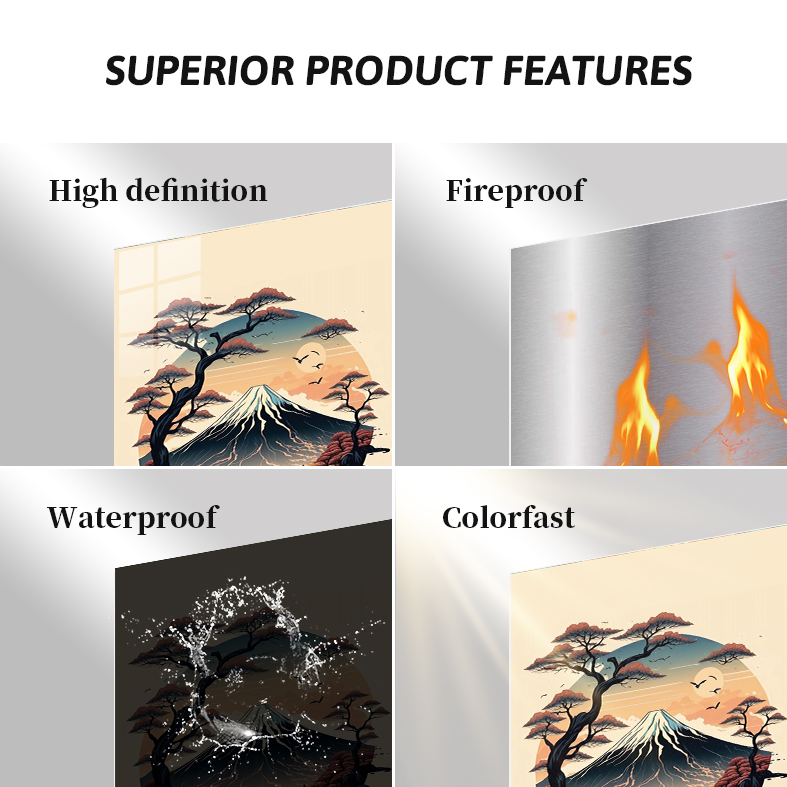 SUPERIOR PRODUCT FEATURES
High definition
Fireproof
Waterproof
Colorfast